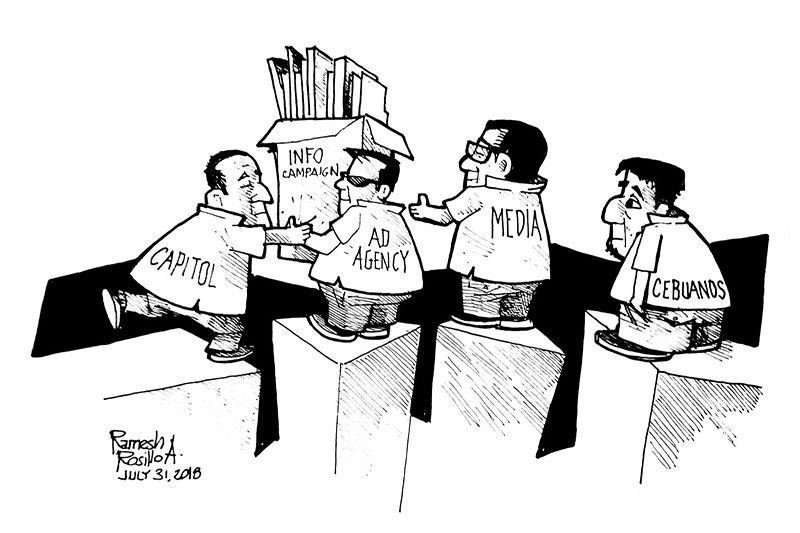 INFO
CAMPAIGN
CAPITOL
AD
AGENCY
MEDIA
CEBUANOS
Ramesh
Rosillo A.
JULY 31, 2018